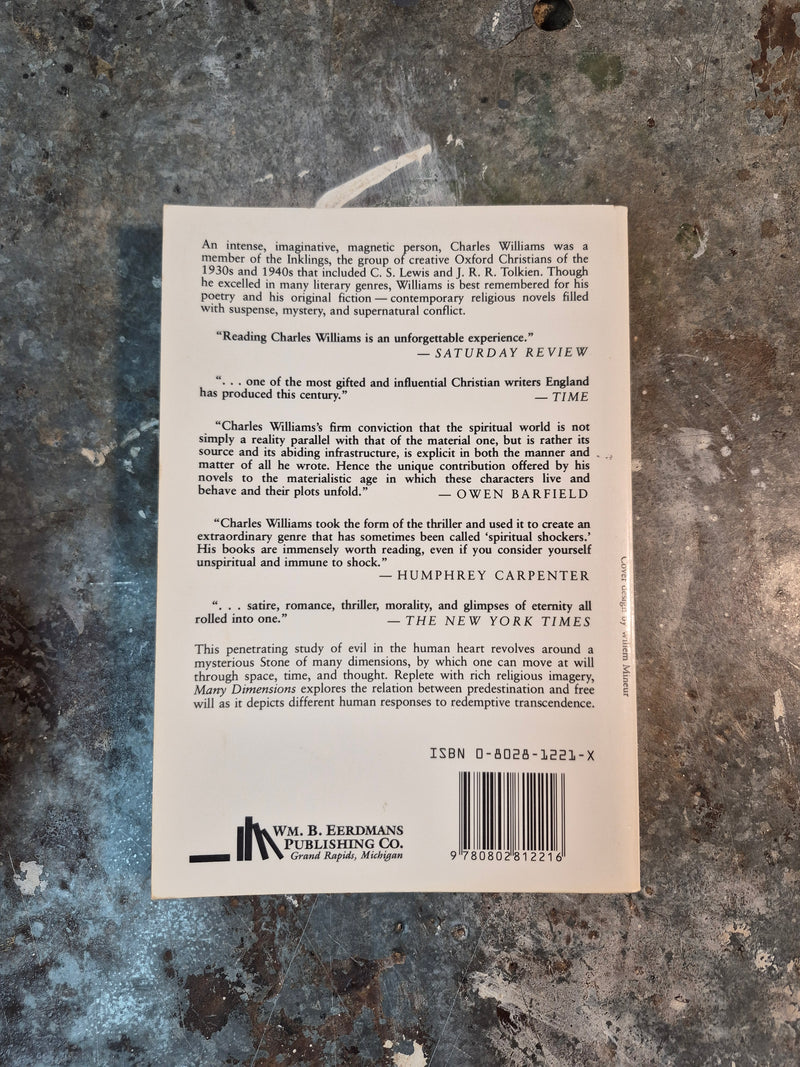 An intense, imaginative, magnetic person, Charles Williams was a
member of the Inklings, the group of creative Oxford Christians of the
1930s and 1940s that included C. S. Lewis and J. R. R. Tolkien. Though
he excelled in many literary genres, Williams is best remembered for his
poetry and his original fiction — contemporary religious novels filled
with suspense, mystery, and supernatural conflict.
“Reading Charles Williams is an unforgettable experience.”
— SATURDAY REVIEW
“. . . one of the most gifted and influential Christian writers England
has produced this century.” — TIME
“Charles Williams’s firm conviction that the spiritual world is not
simply a reality parallel with that of the material one, but is rather its
source and its abiding infrastructure, is explicit in both the manner and
matter of all he wrote. Hence the unique contribution offered by his
novels to the materialistic age in which these characters live and
behave and their plots unfold.” — OWEN BARFIELD
“Charles Williams took the form of the thriller and used it to create an
extraordinary genre that has sometimes been called ‘spiritual shockers.’
His books are immensely worth reading, even if you consider yourself
unspiritual and immune to shock.”
— HUMPHREY CARPENTER
“. . . satire, romance, thriller, morality, and glimpses of eternity all
rolled into one.” — THE NEW YORK TIMES
This penetrating study of evil in the human heart revolves around a
mysterious Stone of many dimensions, by which one can move at will
through space, time, and thought. Replete with rich religious imagery,
Many Dimensions explores the relation between predestination and free
will as it depicts different human responses to redemptive transcendence.
Cover design by Willem Mineur
ISBN 0-8028-1221-X
WM. B. EERDMANS
PUBLISHING CO.
Grand Rapids, Michigan
9 780802 812216